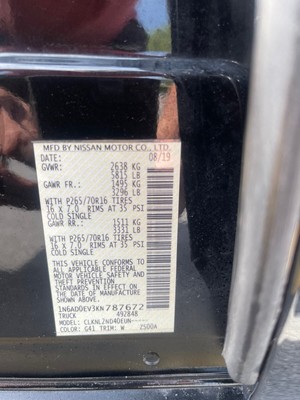 MFD BY NISSAN MOTOR CO., LTD.
DATE: 08/19
GVWR: 2638 KG
5815 LB
GAWR FR.: 1495 KG
3296 LB
WITH P265/70R16 TIRES
16 X 7.0 RIMS AT 35 PSI
COLD SINGLE
GAWR RR.: 1511 KG
3331 LB
WITH P265/70R16 TIRES
16 X 7.0 RIMS AT 35 PSI
COLD SINGLE
THIS VEHICLE CONFORMS TO
ALL APPLICABLE FEDERAL
MOTOR VEHICLE SAFETY
AND THEFT PREVENTION
STANDARDS IN EFFECT ON
THE DATE OF MANUFACTURE
SHOWN ABOVE.
1N6AD0EV3KN787672
TRUCK 492848
MODEL: CLKNLZN040EUN-----
COLOR: G41 TRIM: W 2500A